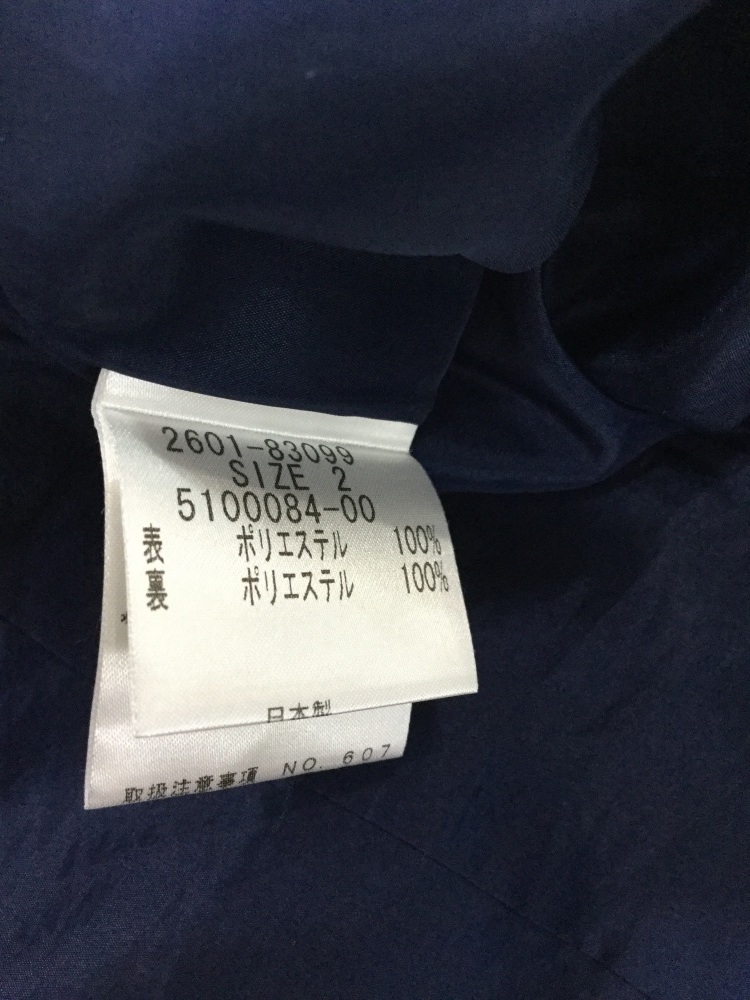 2601-83099
SIZE 2
5100084-00
表 ポリエステル 100%
裏 ポリエステル 100%
日本製
取扱注意事項 NO. 607